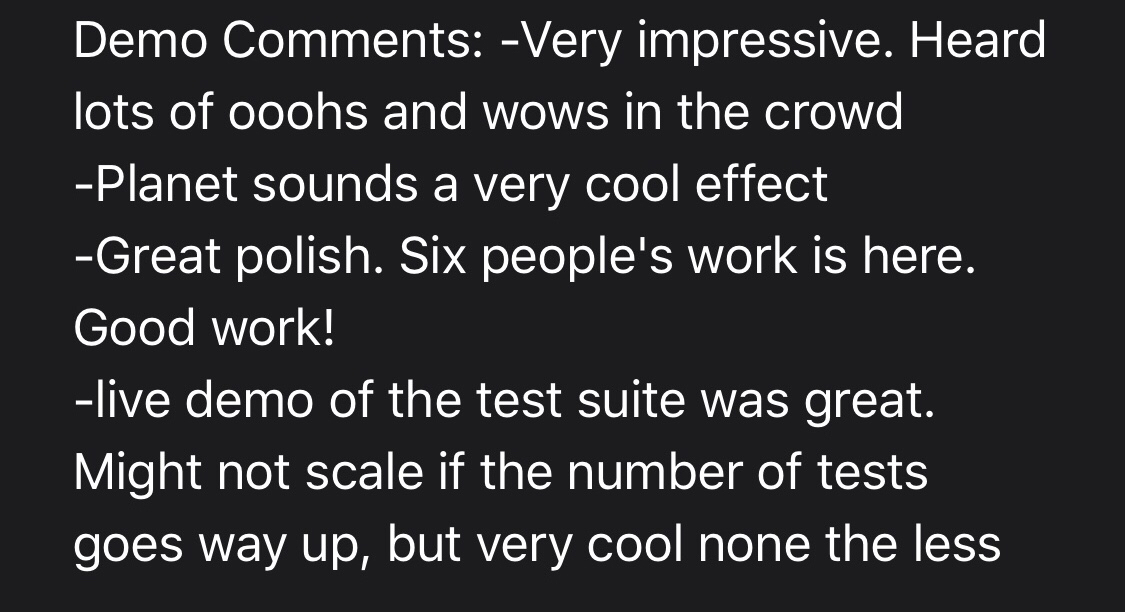 Demo Comments: -Very impressive. Heard
lots of ooohs and wows in the crowd
-Planet sounds a very cool effect
-Great polish. Six people's work is here.
Good work!
-live demo of the test suite was great.
Might not scale if the number of tests
goes way up, but very cool none the less